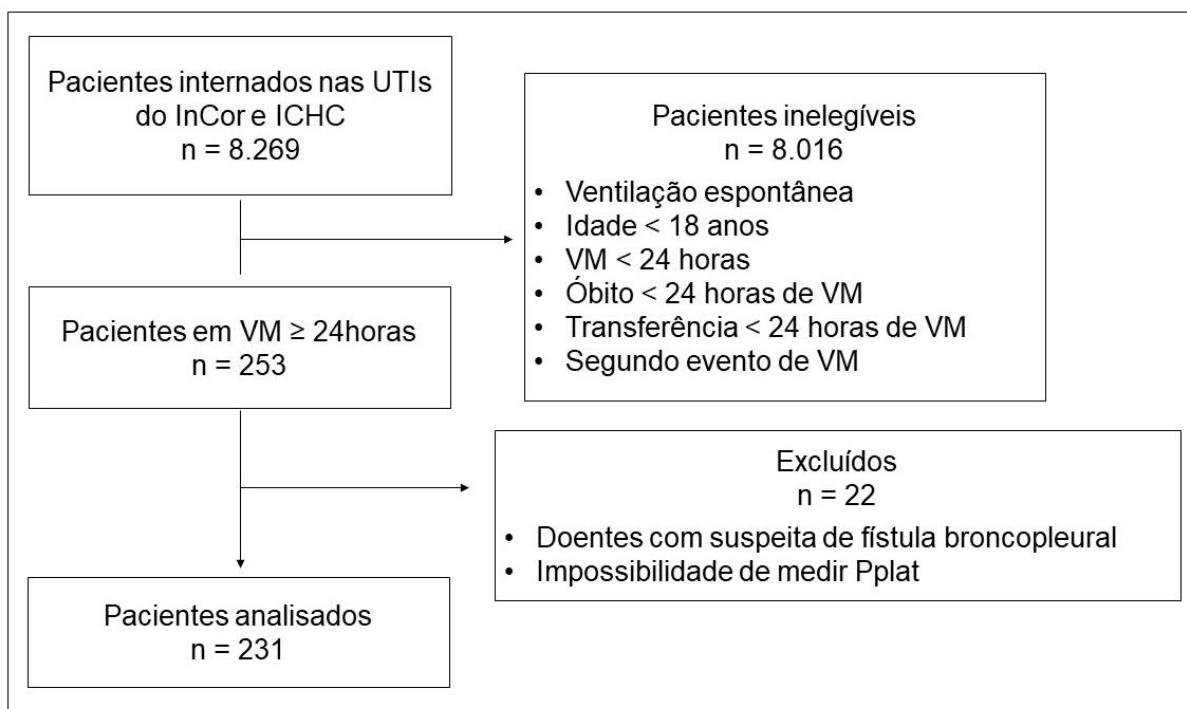 Pacientes internados nas UTIs
do InCor e ICHC
n = 8.269
Pacientes inelegíveis
n = 8.016
• Ventilação espontânea
• Idade < 18 anos
• VM < 24 horas
• Óbito < 24 horas de VM
• Transferência < 24 horas de VM
• Segundo evento de VM
Pacientes em VM ≥ 24horas
n = 253
Excluídos
n = 22
• Doentes com suspeita de fístula broncopleural
• Impossibilidade de medir Pplat
Pacientes analisados
n = 231